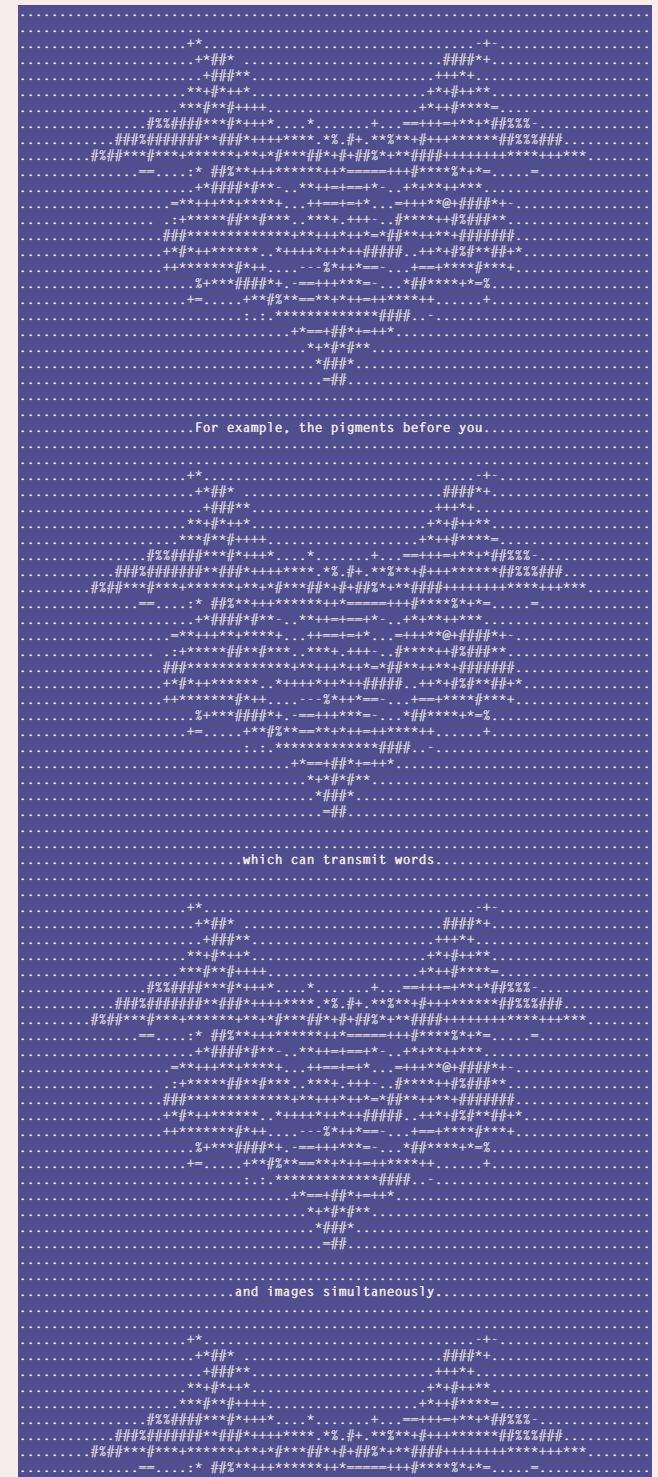 For example, the pigments before you
which can transmit words
and images simultaneously.